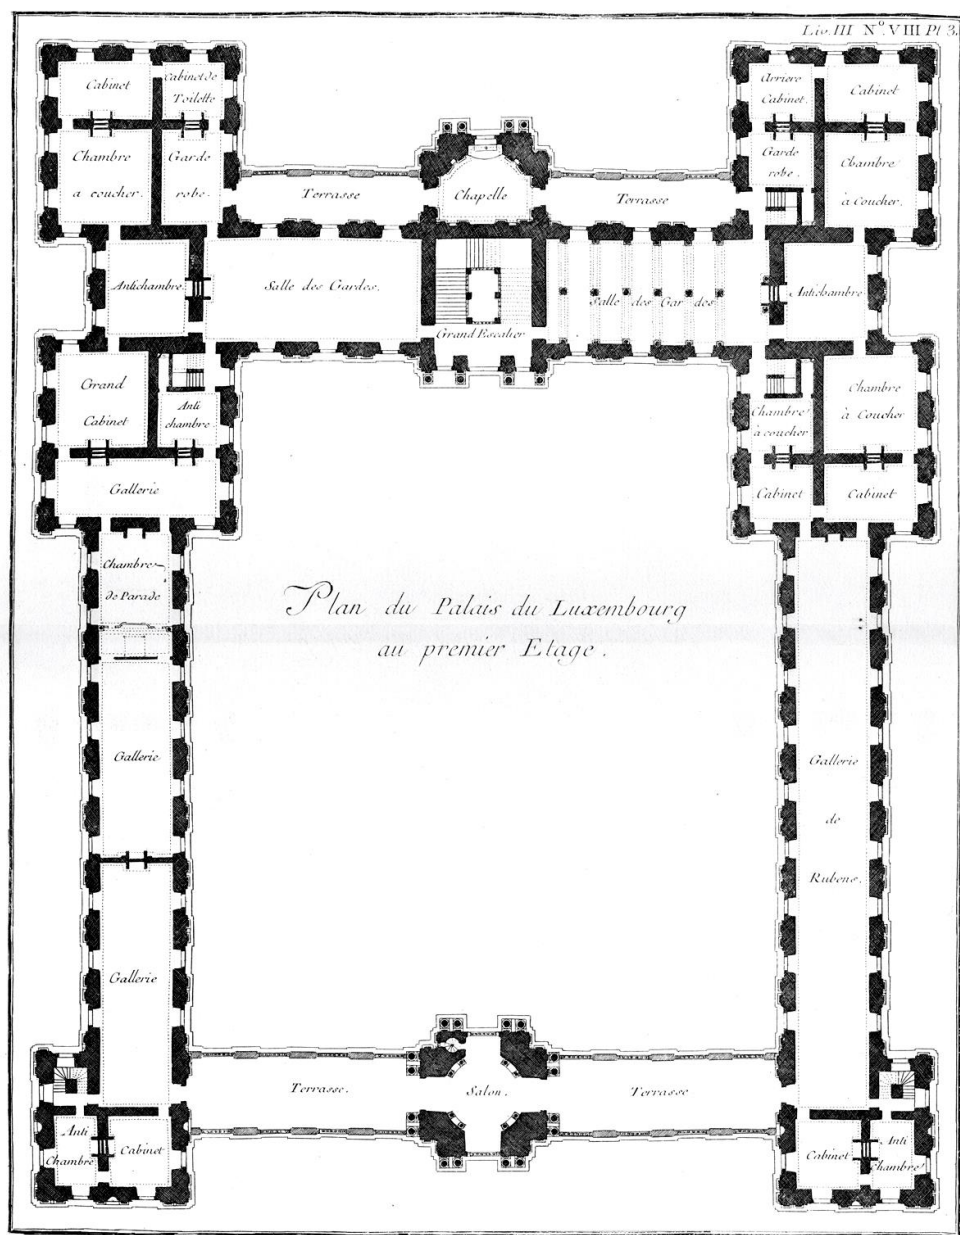 Liv. III N.º VIII Pl 3.
Cabinet
Cabinet de
Toilette
Arriere
Cabinet.
Cabinet
Chambre
a coucher.
Garde
robe.
Terrasse
Chapelle
Terrasse
Garde
robe.
Chambre
à Coucher.
Antichambre
Salle des Gardes.
Grand Escalier
Salle des Gar des
Antichambre
Grand
Cabinet
Anti
chambre.
Chambre
à coucher
Chambre
à Coucher
Gallerie
Cabinet
Cabinet
Chambre
de Parade
Plan du Palais du Luxembourg
au premier Etage.
Gallerie
Gallerie
de
Rubens.
Gallerie
Terrasse.
Salon.
Terrasse
Anti
Chambre
Cabinet
Cabinet
Anti
Chambre